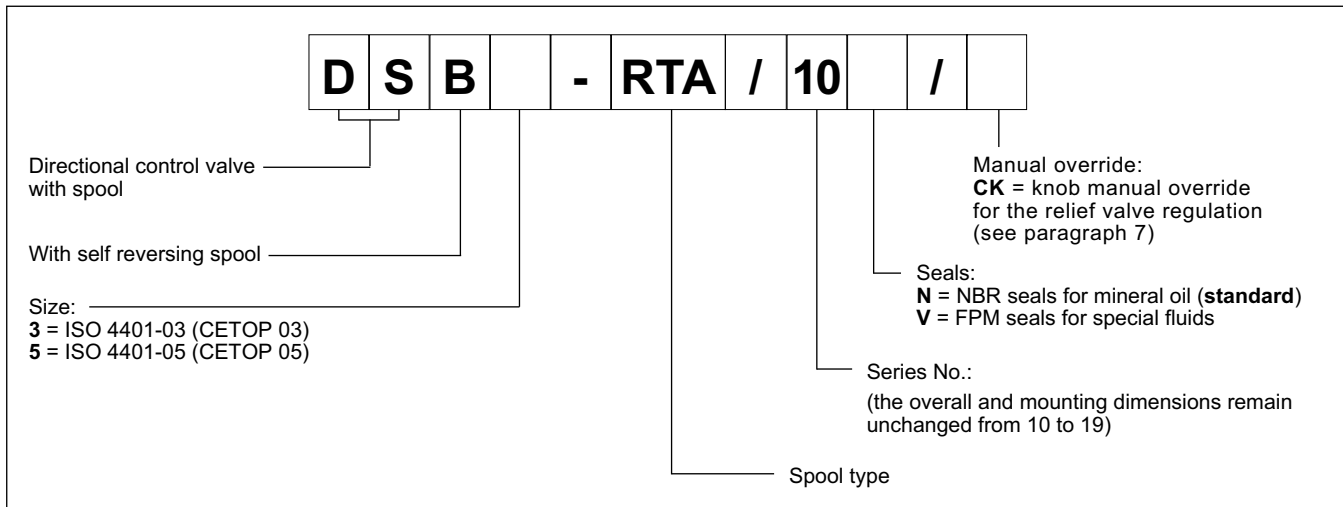 D S B - RTA / 10 /
Directional control valve
with spool
With self reversing spool
Size:
3 = ISO 4401-03 (CETOP 03)
5 = ISO 4401-05 (CETOP 05)
Manual override:
CK = knob manual override
for the relief valve regulation
(see paragraph 7)
Seals:
N = NBR seals for mineral oil (standard)
V = FPM seals for special fluids
Series No.:
(the overall and mounting dimensions remain
unchanged from 10 to 19)
Spool type